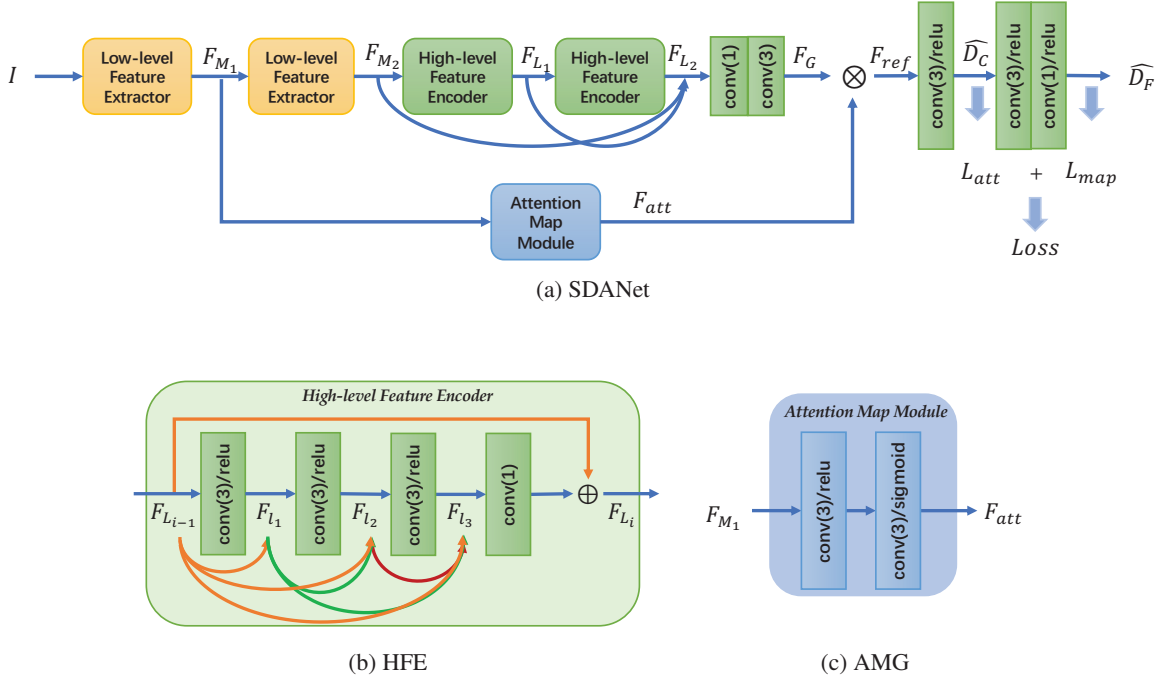 I
Low-level
Feature
Extractor
F_{M_1}
Low-level
Feature
Extractor
F_{M_2}
High-level
Feature
Encoder
F_{L_1}
High-level
Feature
Encoder
F_{L_2}
conv(1)
conv(3)
F_G
⊗
F_{ref}
conv(3)/relu
\widehat{D_C}
conv(3)/relu
conv(1)/relu
\widehat{D_F}
L_{att} + L_{map}
Loss
Attention
Map
Module
F_{att}
(a) SDANet
High-level Feature Encoder
F_{L_{i-1}}
conv(3)/relu
F_{l_1}
conv(3)/relu
F_{l_2}
conv(3)/relu
F_{l_3}
conv(1)
⊕
F_{L_i}
(b) HFE
Attention Map Module
F_{M_1}
conv(3)/relu
conv(3)/sigmoid
F_{att}
(c) AMG